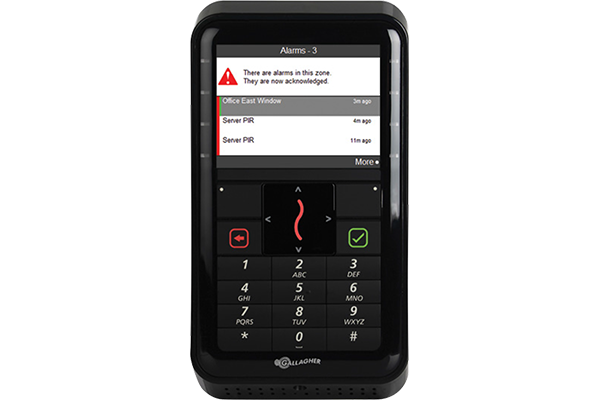 Alarms - 3
There are alarms in this zone.
They are now acknowledged.
Office East Window 3m ago
Server PIR 4m ago
Server PIR 11m ago
More
1 2 3
ABC DEF
4 5 6
GHI JKL MNO
7 8 9
PQRS TUV WXYZ
* 0 #
GALLAGHER